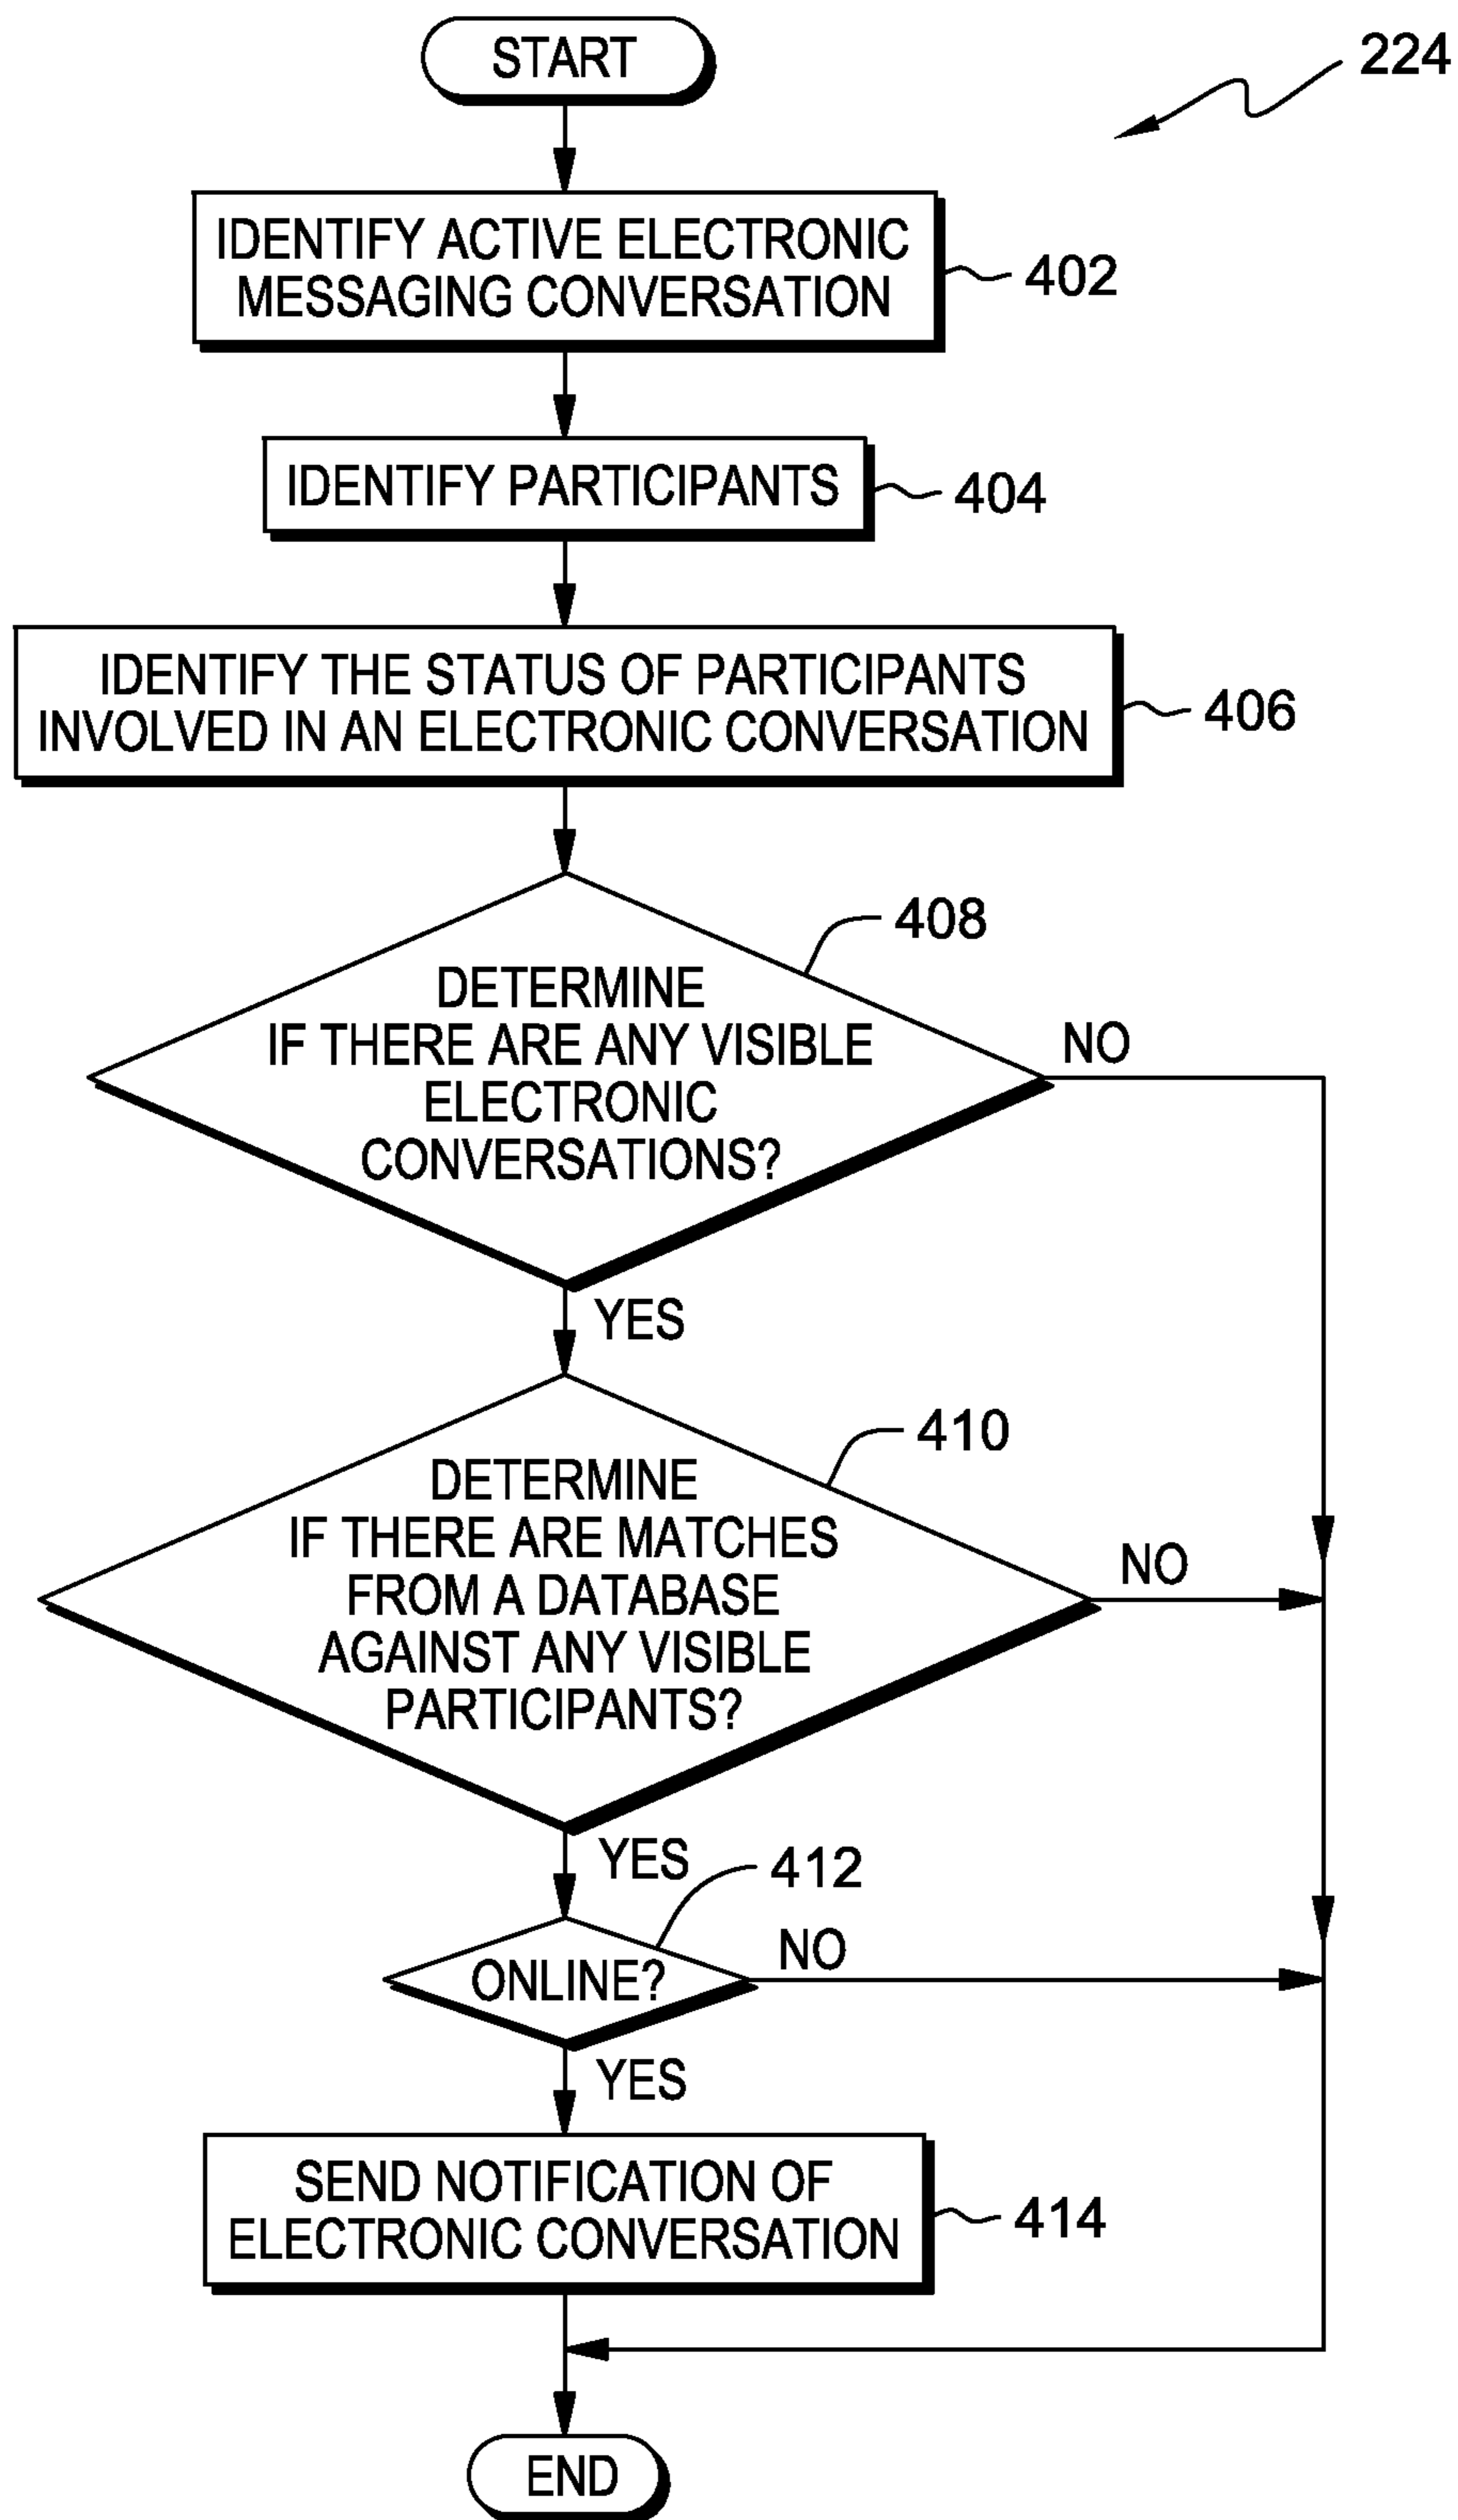 START
224
IDENTIFY ACTIVE ELECTRONIC
MESSAGING CONVERSATION
402
IDENTIFY PARTICIPANTS
404
IDENTIFY THE STATUS OF PARTICIPANTS
INVOLVED IN AN ELECTRONIC CONVERSATION
406
408
DETERMINE
IF THERE ARE ANY VISIBLE
ELECTRONIC
CONVERSATIONS?
NO
YES
410
DETERMINE
IF THERE ARE MATCHES
FROM A DATABASE
AGAINST ANY VISIBLE
PARTICIPANTS?
NO
YES
412
ONLINE?
NO
YES
SEND NOTIFICATION OF
ELECTRONIC CONVERSATION
414
END